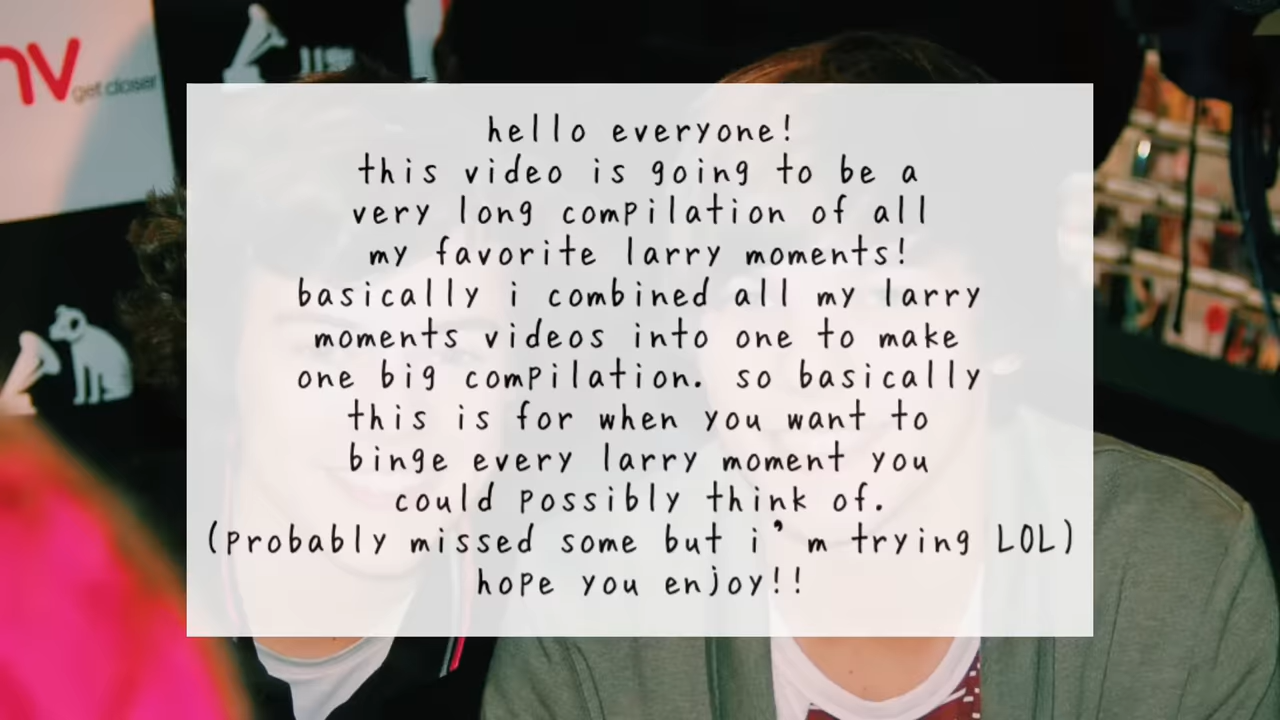 hv
get closer
hello everyone!
this video is going to be a
very long compilation of all
my favorite larry moments!
basically i combined all my larry
moments videos into one to make
one big compilation. so basically
this is for when you want to
binge every larry moment you
could possibly think of.
(probably missed some but i'm trying LOL)
hope you enjoy!!